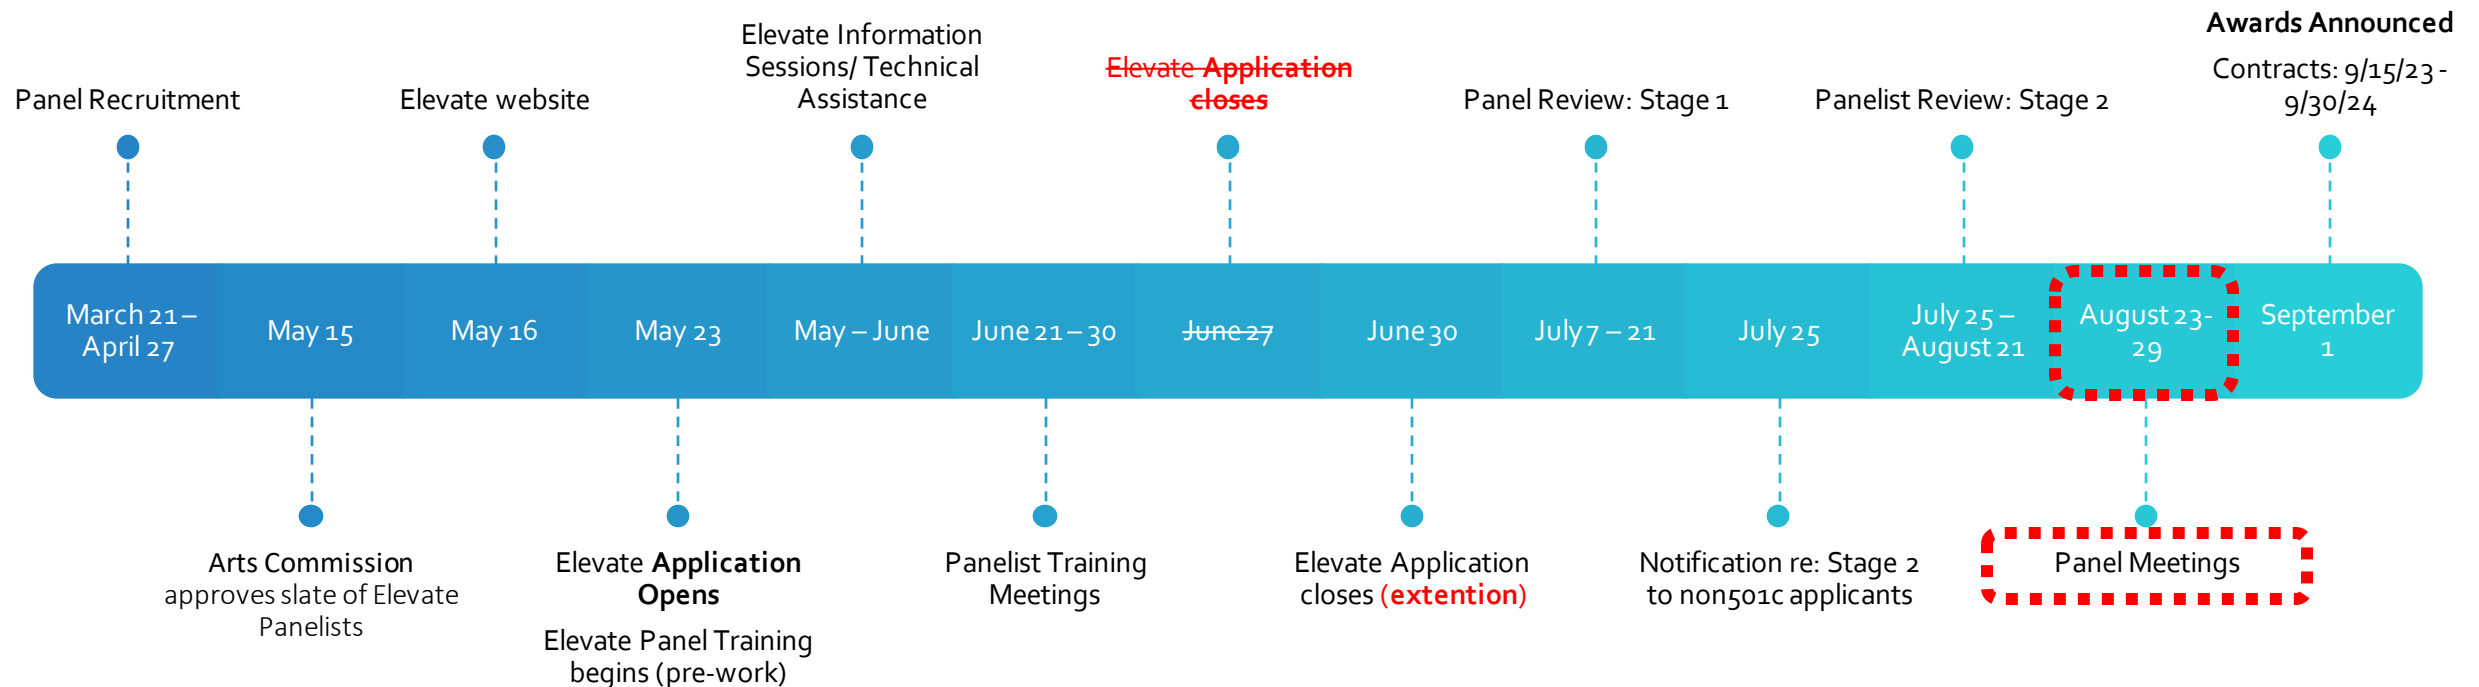 Panel Recruitment
Elevate website
Elevate Information
Sessions/ Technical
Assistance
Elevate Application
closes
Panel Review: Stage 1
Panelist Review: Stage 2
Awards Announced
Contracts: 9/15/23 -
9/30/24
March 21 –
April 27
May 15
May 16
May 23
May – June
June 21 – 30
June 27
June 30
July 7 – 21
July 25
July 25 –
August 21
August 23-
29
September
1
Arts Commission
approves slate of Elevate
Panelists
Elevate Application
Opens
Elevate Panel Training
begins (pre-work)
Panelist Training
Meetings
Elevate Application
closes (extention)
Notification re: Stage 2
to non501c applicants
Panel Meetings